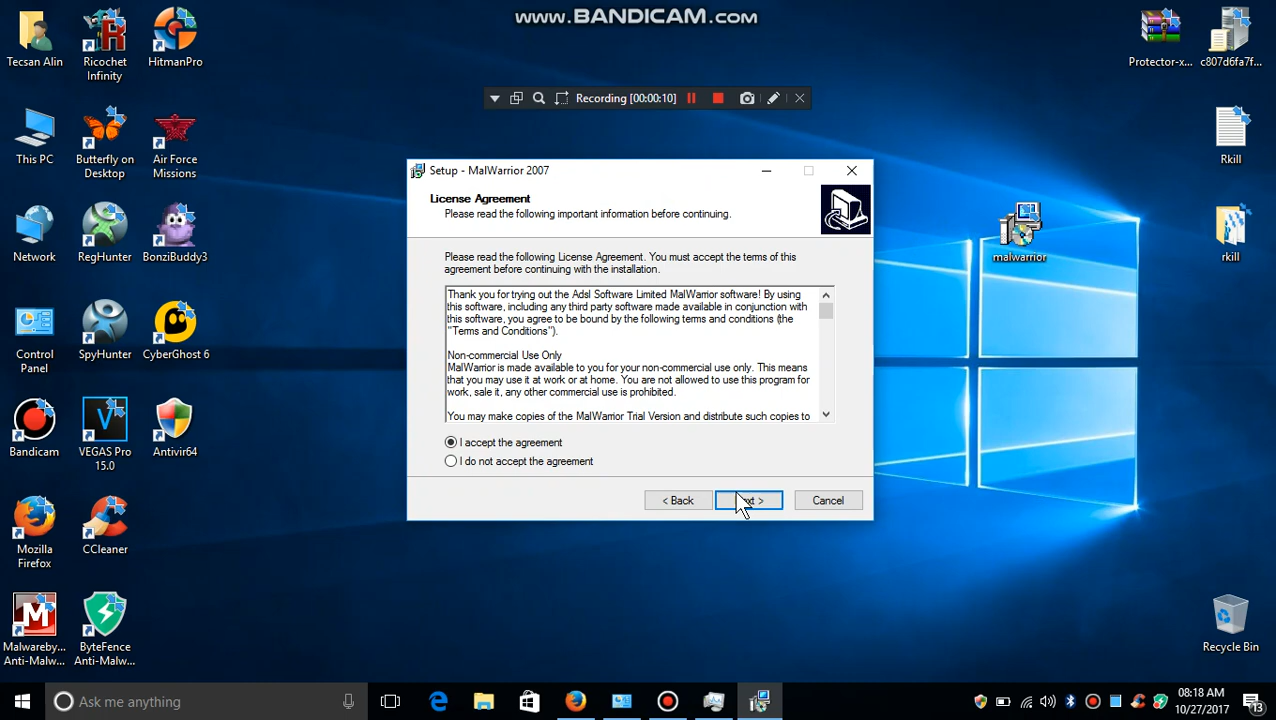 www.BANDICAM.com
Recording [00:00:10]
Tecsan Alin
Ricochet
Infinity
HitmanPro
This PC
Butterfly on
Desktop
Air Force
Missions
Network
RegHunter
BonziBuddy3
Control
Panel
SpyHunter
CyberGhost 6
Bandicam
VEGAS Pro
15.0
Antivir64
Mozilla
Firefox
CCleaner
Malwareby...
Anti-Malw...
ByteFence
Anti-Malw...
Protector-x...
c807d6fa7f...
Rkill
malwarrior
rkill
Recycle Bin
Setup - MalWarrior 2007
License Agreement
Please read the following important information before continuing.
Please read the following License Agreement. You must accept the terms of this
agreement before continuing with the installation.
Thank you for trying out the Adsl Software Limited MalWarrior software! By using
this software, including any third party software made available in conjunction with
this software, you agree to be bound by the following terms and conditions (the
"Terms and Conditions").
Non-commercial Use Only
MalWarrior is made available to you for your non-commercial use only. This means
that you may use it at work or at home. You are not allowed to use this program for
work, sale it, any other commercial use is prohibited.
You may make copies of the MalWarrior Trial Version and distribute such copies to
I accept the agreement
I do not accept the agreement
< Back
>
Cancel
Ask me anything
08:18 AM
10/27/2017
13